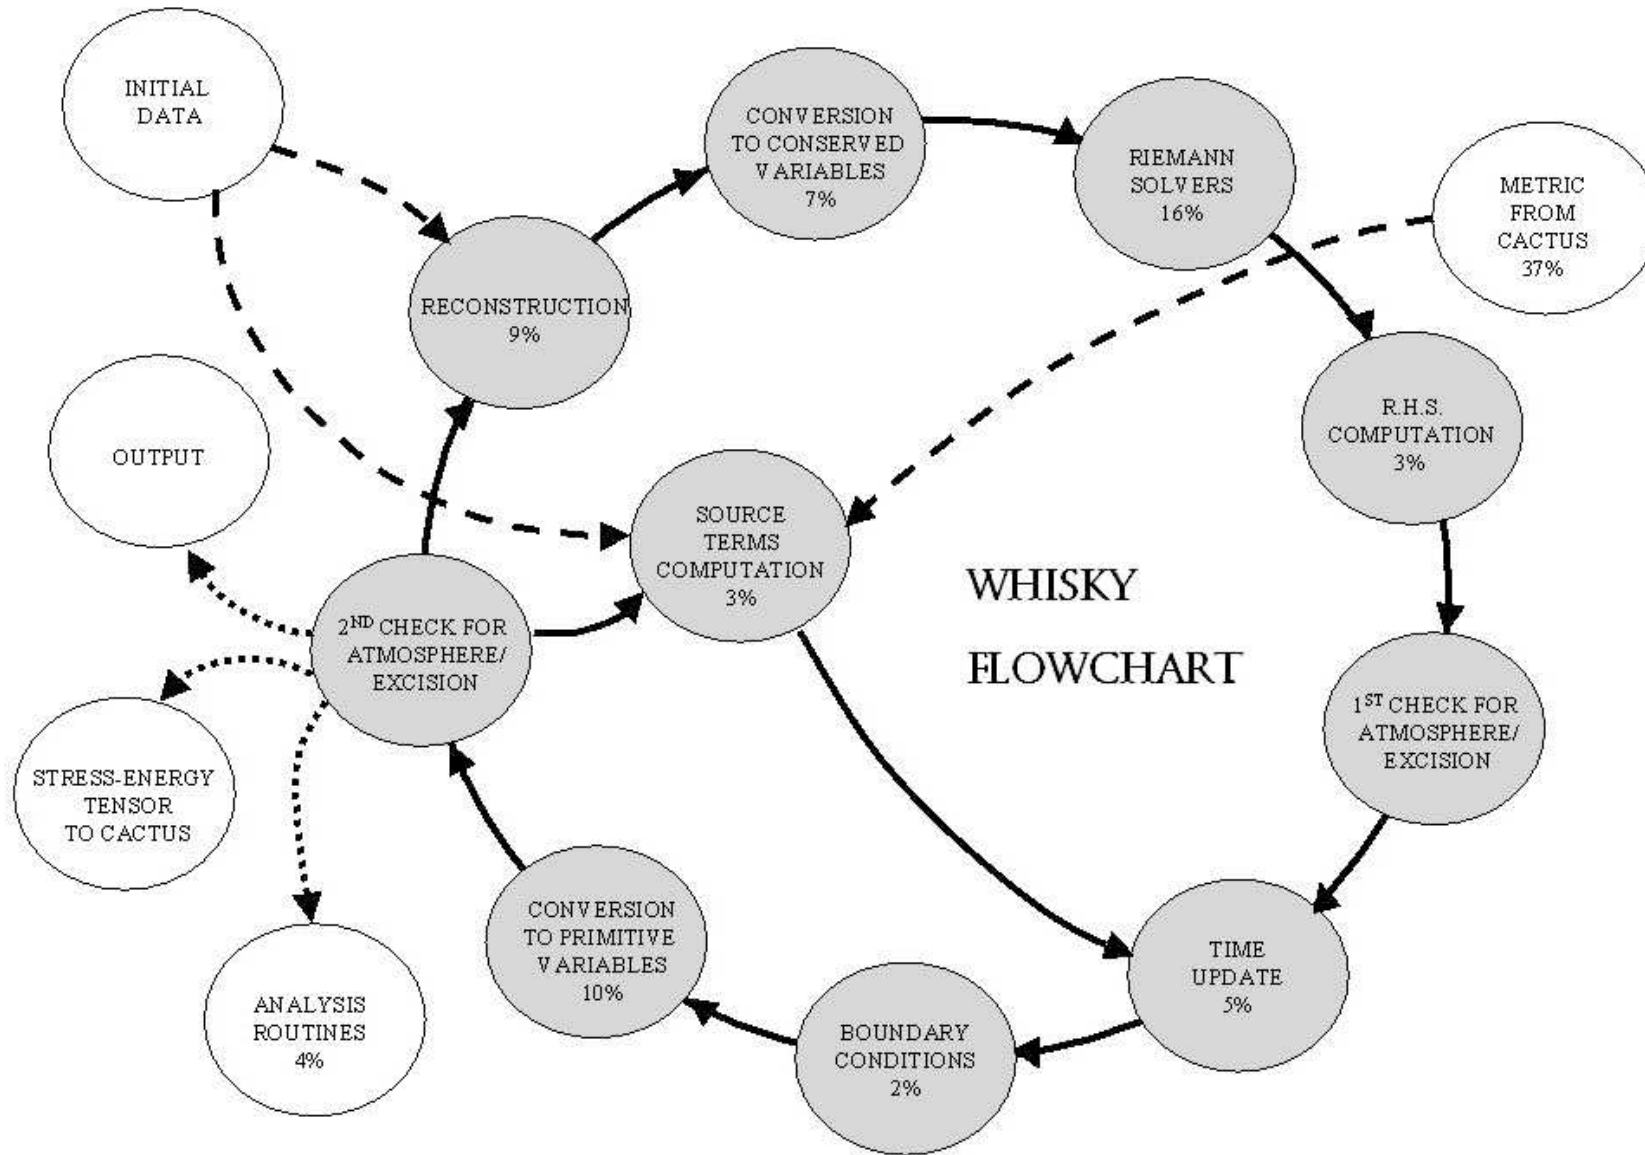 INITIAL
DATA
CONVERSION
TO CONSERVED
VARIABLES
7%
RIEMANN
SOLVERS
16%
METRIC
FROM
CACTUS
37%
RECONSTRUCTION
9%
R.H.S.
COMPUTATION
3%
OUTPUT
SOURCE
TERMS
COMPUTATION
3%
WHISKY
FLOWCHART
2ND CHECK FOR
ATMOSPHERE/
EXCISION
1ST CHECK FOR
ATMOSPHERE/
EXCISION
STRESS-ENERGY
TENSOR
TO CACTUS
CONVERSION
TO PRIMITIVE
VARIABLES
10%
TIME
UPDATE
5%
ANALYSIS
ROUTINES
4%
BOUNDARY
CONDITIONS
2%